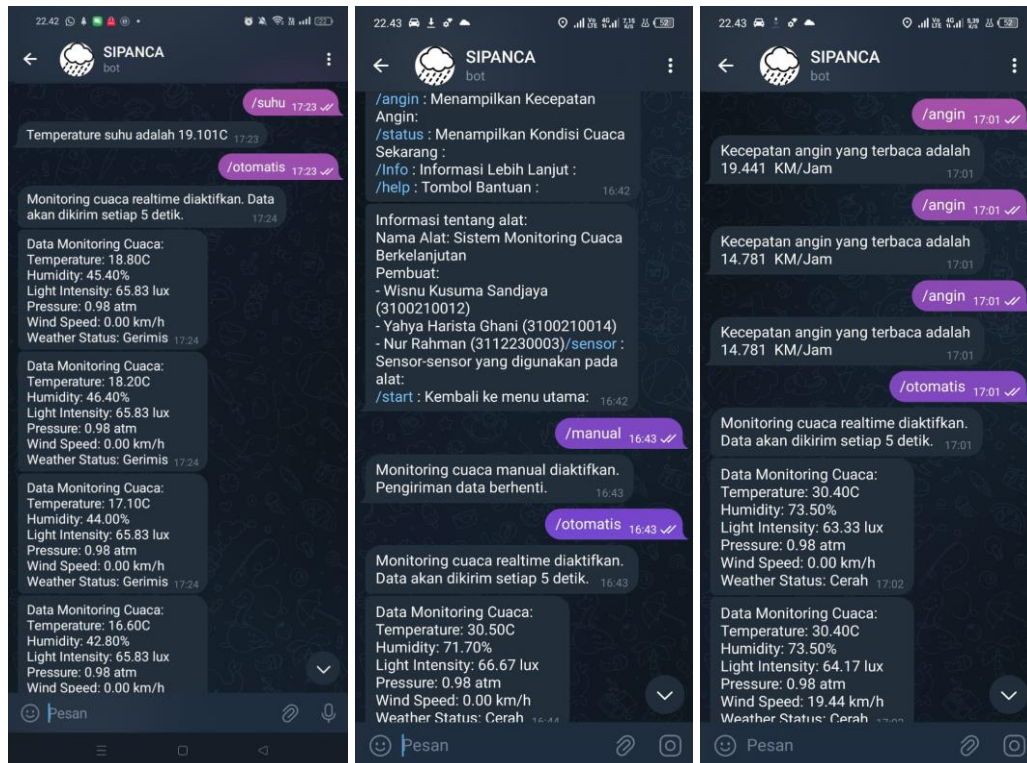 22.42
SIPANCA
bot
/suhu 17:23
Temperature suhu adalah 19.101C 17:23
/otomatis 17:23
Monitoring cuaca realtime diaktifkan. Data
akan dikirim setiap 5 detik. 17:24
Data Monitoring Cuaca:
Temperature: 18.80C
Humidity: 45.40%
Light Intensity: 65.83 lux
Pressure: 0.98 atm
Wind Speed: 0.00 km/h
Weather Status: Gerimis 17:24
Data Monitoring Cuaca:
Temperature: 18.20C
Humidity: 46.40%
Light Intensity: 65.83 lux
Pressure: 0.98 atm
Wind Speed: 0.00 km/h
Weather Status: Gerimis 17:24
Data Monitoring Cuaca:
Temperature: 17.10C
Humidity: 44.00%
Light Intensity: 65.83 lux
Pressure: 0.98 atm
Wind Speed: 0.00 km/h
Weather Status: Gerimis 17:24
Data Monitoring Cuaca:
Temperature: 16.60C
Humidity: 42.80%
Light Intensity: 65.83 lux
Pressure: 0.98 atm
Wind Speed: 0.00 km/h
Pesan
22.43
SIPANCA
bot
/angin : Menampilkan Kecepatan
Angin:
/status : Menampilkan Kondisi Cuaca
Sekarang :
/Info : Informasi Lebih Lanjut :
/help : Tombol Bantuan : 16:42
Informasi tentang alat:
Nama Alat: Sistem Monitoring Cuaca
Berkelanjutan
Pembuat:
- Wisnu Kusuma Sandjaya
(3100210012)
- Yahya Harista Ghani (3100210014)
- Nur Rahman (3112230003)/sensor :
Sensor-sensor yang digunakan pada
alat:
/start : Kembali ke menu utama: 16:42
/manual 16:43
Monitoring cuaca manual diaktifkan.
Pengiriman data berhenti. 16:43
/otomatis 16:43
Monitoring cuaca realtime diaktifkan.
Data akan dikirim setiap 5 detik. 16:43
Data Monitoring Cuaca:
Temperature: 30.50C
Humidity: 71.70%
Light Intensity: 66.67 lux
Pressure: 0.98 atm
Wind Speed: 0.00 km/h
Weather Status: Cerah 16:44
Pesan
22.43
SIPANCA
bot
/angin 17:01
Kecepatan angin yang terbaca adalah
19.441 KM/Jam 17:01
/angin 17:01
Kecepatan angin yang terbaca adalah
14.781 KM/Jam 17:01
/angin 17:01
Kecepatan angin yang terbaca adalah
14.781 KM/Jam 17:01
/otomatis 17:01
Monitoring cuaca realtime diaktifkan.
Data akan dikirim setiap 5 detik. 17:01
Data Monitoring Cuaca:
Temperature: 30.40C
Humidity: 73.50%
Light Intensity: 63.33 lux
Pressure: 0.98 atm
Wind Speed: 0.00 km/h
Weather Status: Cerah 17:02
Data Monitoring Cuaca:
Temperature: 30.40C
Humidity: 73.50%
Light Intensity: 64.17 lux
Pressure: 0.98 atm
Wind Speed: 19.44 km/h
Weather Status: Cerah 17:02
Pesan